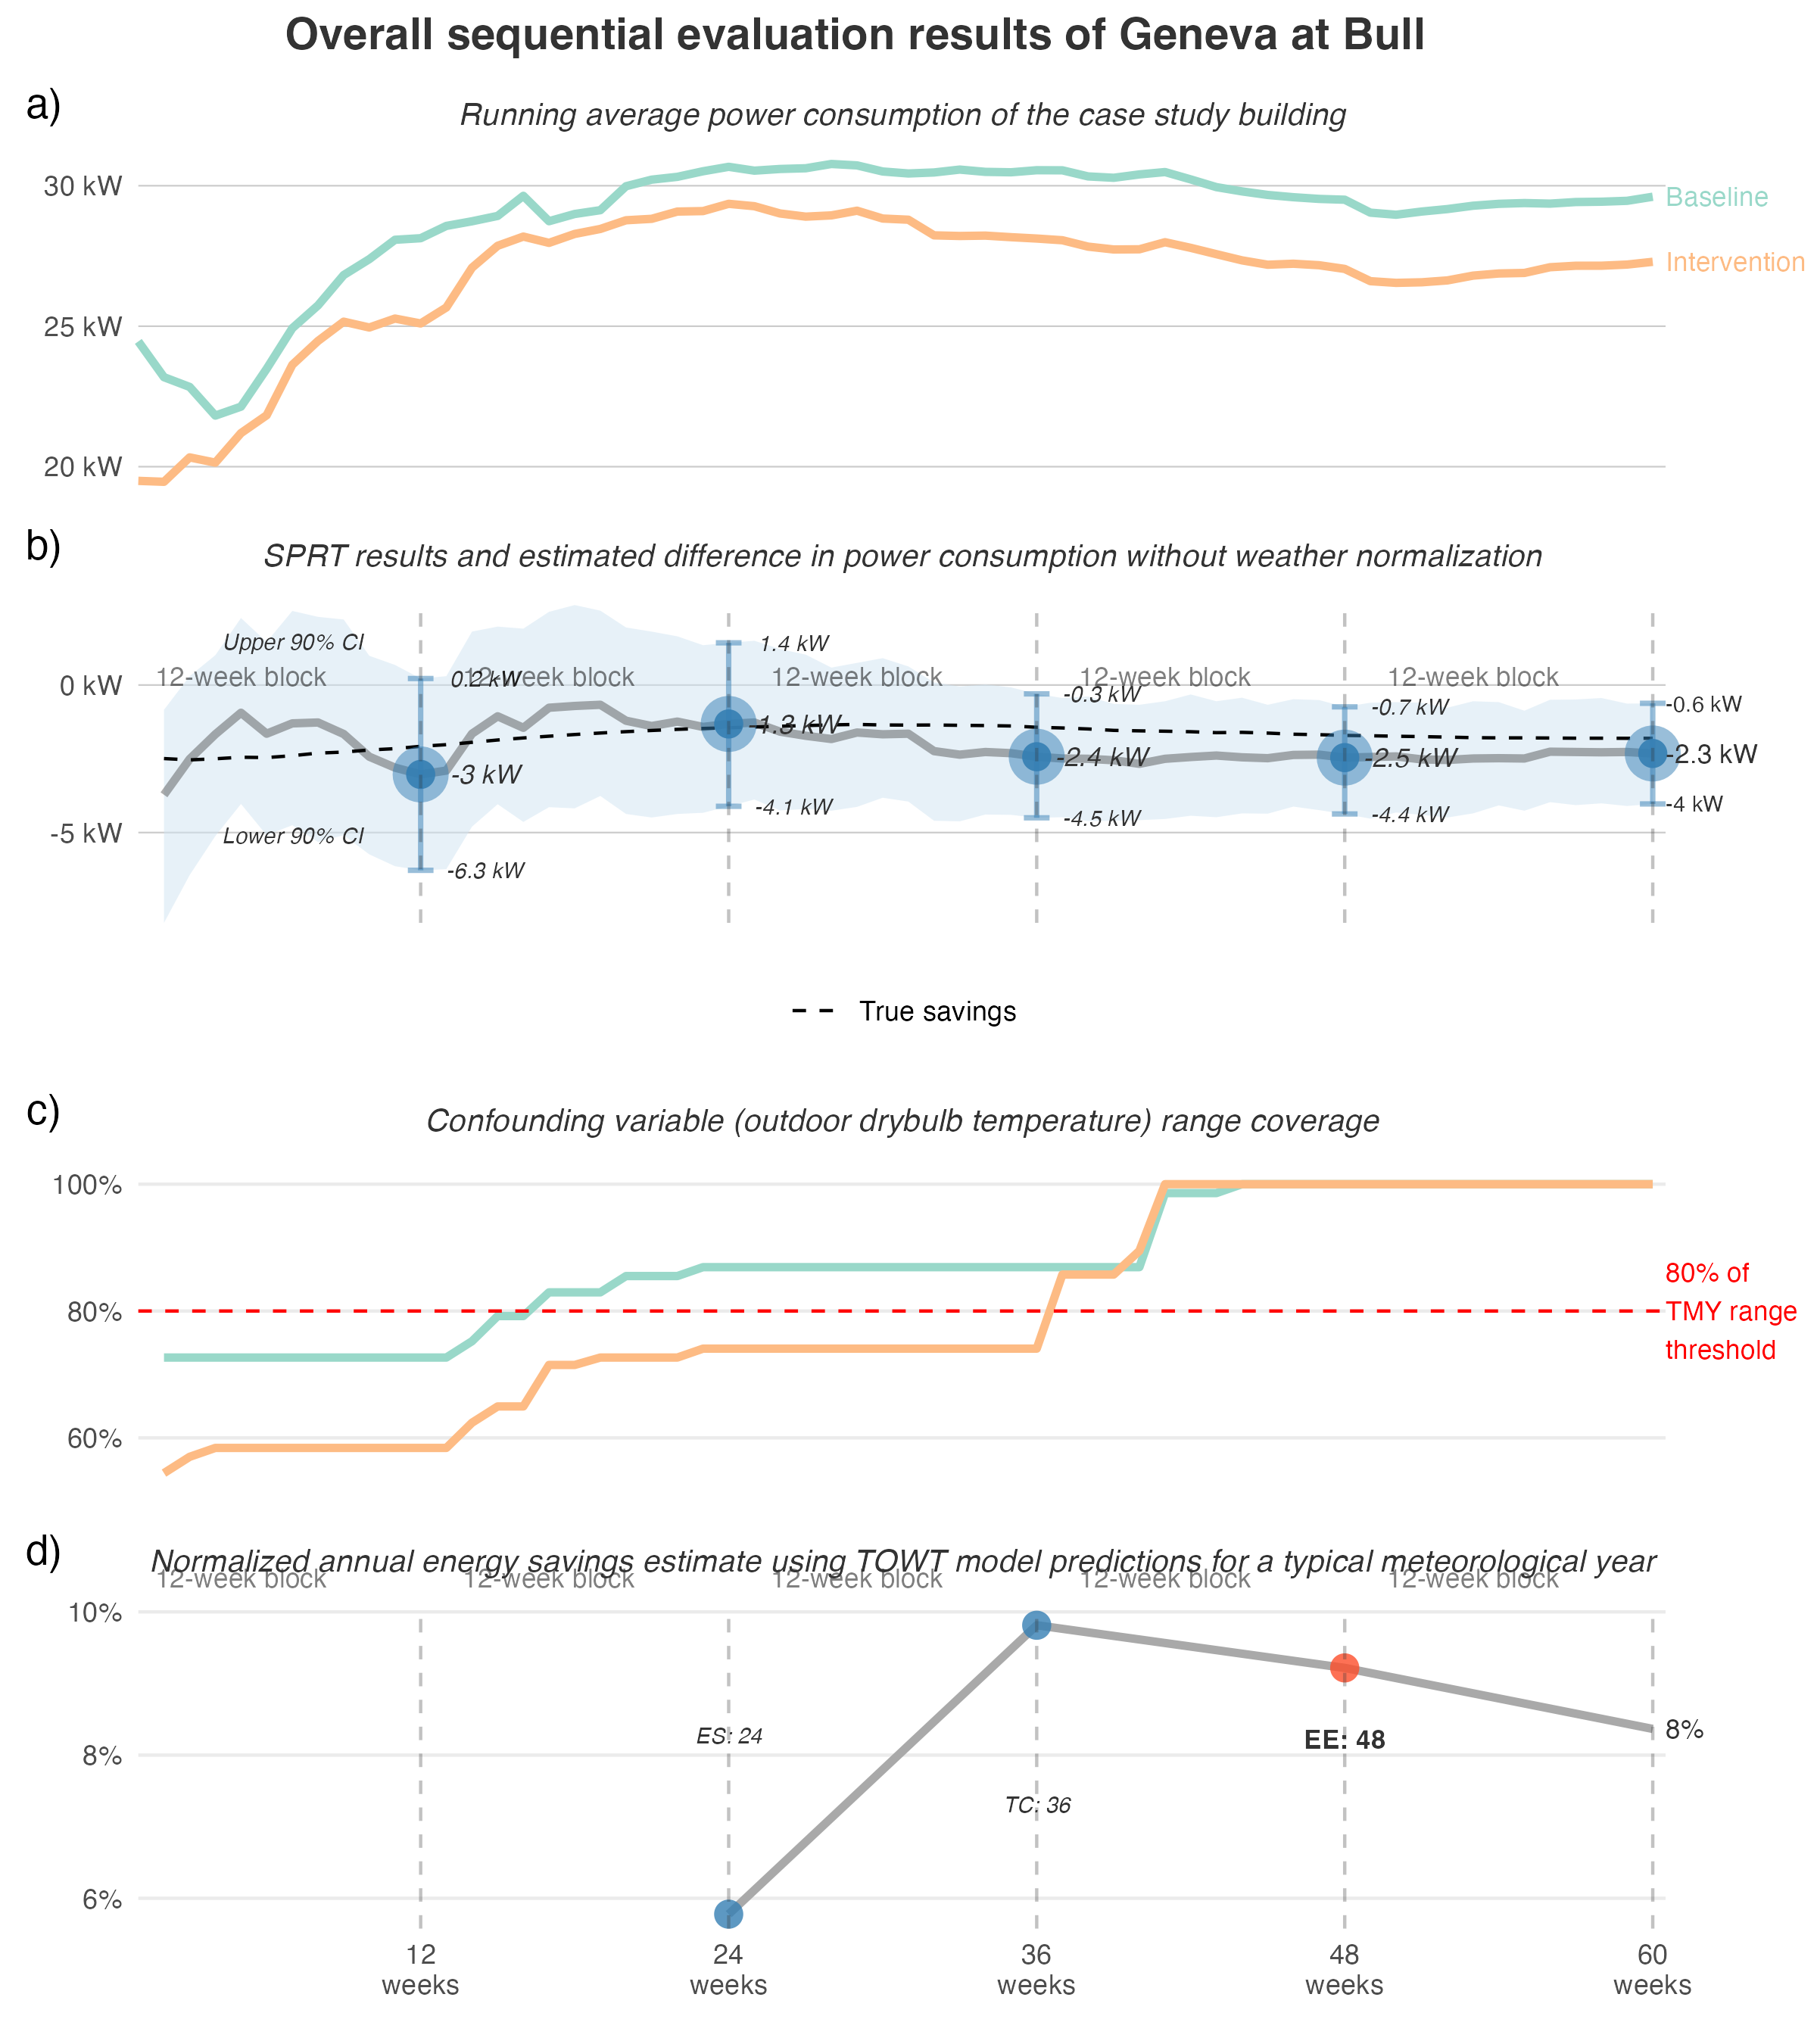 Overall sequential evaluation results of Geneva at Bull
a)
Running average power consumption of the case study building
30 kW
25 kW
20 kW
Baseline
Intervention
b)
SPRT results and estimated difference in power consumption without weather normalization
Upper 90% CI
1.4 kW
12-week block
0.2 kW
12-week block
12-week block
12-week block
12-week block
0 kW
-0.3 kW
-0.7 kW
-0.6 kW
-3 kW
-1.3 kW
-2.4 kW
-2.5 kW
-2.3 kW
-4.1 kW
-4.5 kW
-4.4 kW
-4 kW
-5 kW
Lower 90% CI
-6.3 kW
True savings
c)
Confounding variable (outdoor drybulb temperature) range coverage
100%
80%
60%
80% of
TMY range
threshold
d)
Normalized annual energy savings estimate using TOWT model predictions for a typical meteorological year
12-week block
12-week block
12-week block
12-week block
12-week block
10%
8%
6%
ES: 24
TC: 36
EE: 48
8%
12
weeks
24
weeks
36
weeks
48
weeks
60
weeks